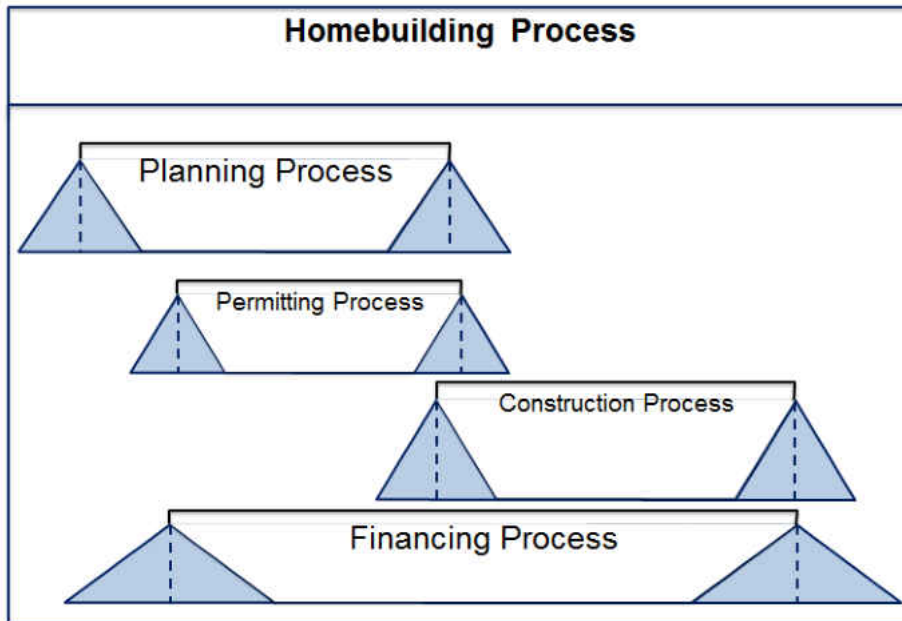 Homebuilding Process
Planning Process
Permitting Process
Construction Process
Financing Process